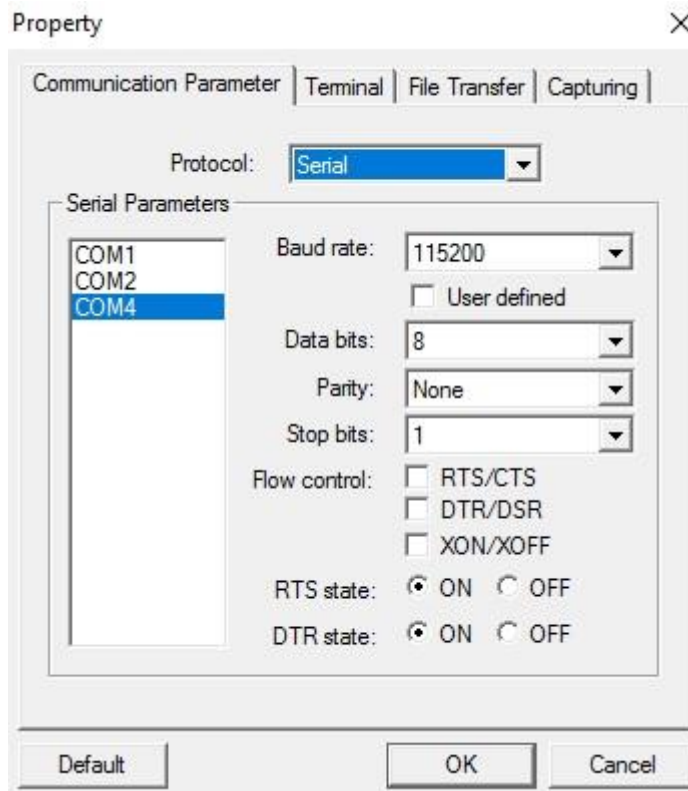 Property
Communication Parameter Terminal File Transfer Capturing
Protocol: Serial
Serial Parameters
COM1
COM2
COM4
Baud rate: 115200
User defined
Data bits: 8
Parity: None
Stop bits: 1
Flow control: RTS/CTS
DTR/DSR
XON/XOFF
RTS state: ON OFF
DTR state: ON OFF
Default OK Cancel